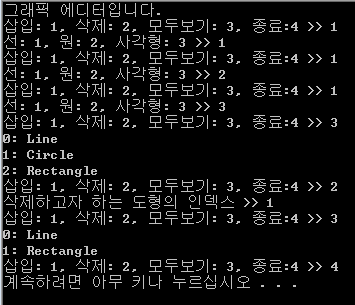 그래픽 에디터입니다.
삽입: 1, 삭제: 2, 모두보기: 3, 종료:4 >> 1
선: 1, 원: 2, 사각형: 3 >> 1
삽입: 1, 삭제: 2, 모두보기: 3, 종료:4 >> 1
선: 1, 원: 2, 사각형: 3 >> 2
삽입: 1, 삭제: 2, 모두보기: 3, 종료:4 >> 1
선: 1, 원: 2, 사각형: 3 >> 3
삽입: 1, 삭제: 2, 모두보기: 3, 종료:4 >> 3
0: Line
1: Circle
2: Rectangle
삽입: 1, 삭제: 2, 모두보기: 3, 종료:4 >> 2
삭제하고자 하는 도형의 인덱스 >> 1
삽입: 1, 삭제: 2, 모두보기: 3, 종료:4 >> 3
0: Line
1: Rectangle
삽입: 1, 삭제: 2, 모두보기: 3, 종료:4 >> 4
계속하려면 아무 키나 누르십시오 . . .